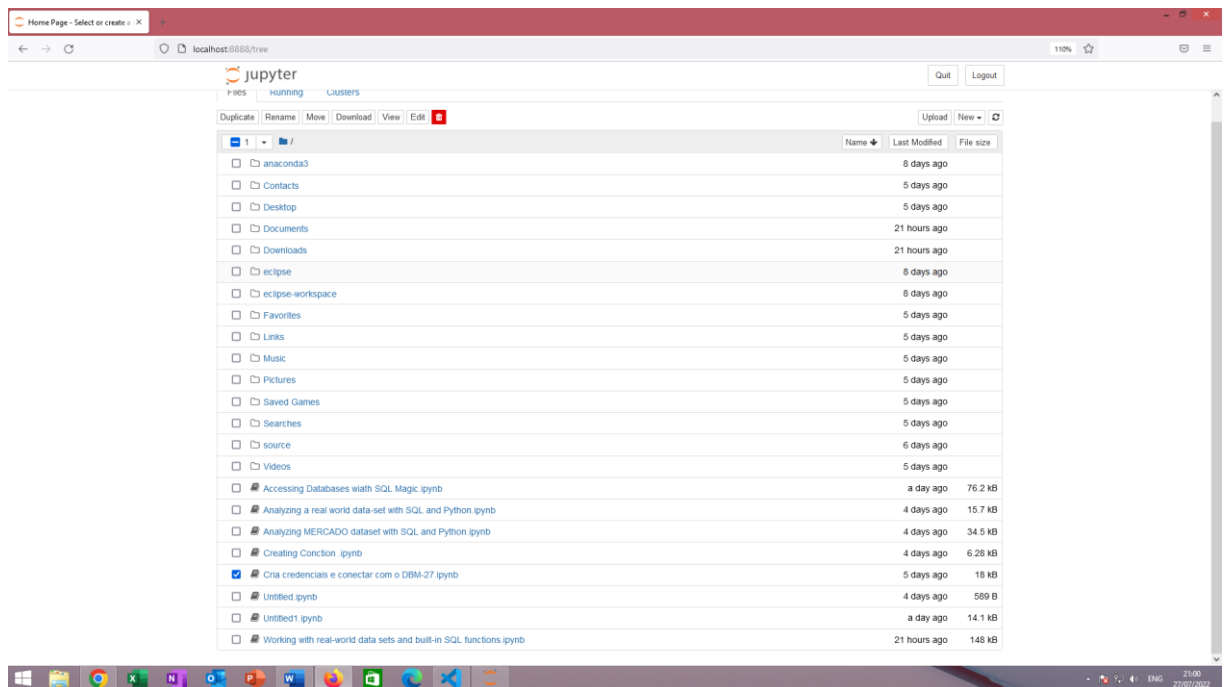 Home Page - Select or create a
localhost:8888/tree
110%
jupyter
Quit
Logout
Files
Running
Clusters
Duplicate Rename Move Download View Edit
Upload New
1 /
Name Last Modified File size
anaconda3 8 days ago
Contacts 5 days ago
Desktop 5 days ago
Documents 21 hours ago
Downloads 21 hours ago
eclipse 8 days ago
eclipse-workspace 8 days ago
Favorites 5 days ago
Links 5 days ago
Music 5 days ago
Pictures 5 days ago
Saved Games 5 days ago
Searches 5 days ago
source 6 days ago
Videos 5 days ago
Accessing Databases wiath SQL Magic.ipynb a day ago 76.2 kB
Analyzing a real world data-set with SQL and Python.ipynb 4 days ago 15.7 kB
Analyzing MERCADO dataset with SQL and Python.ipynb 4 days ago 34.5 kB
Creating Conction .ipynb 4 days ago 6.28 kB
Cria credenciais e conectar com o DBM-27.ipynb 5 days ago 18 kB
Untitled.ipynb 4 days ago 589 B
Untitled1.ipynb a day ago 14.1 kB
Working with real-world data sets and built-in SQL functions.ipynb 21 hours ago 148 kB
ENG
21:00
27/07/2022